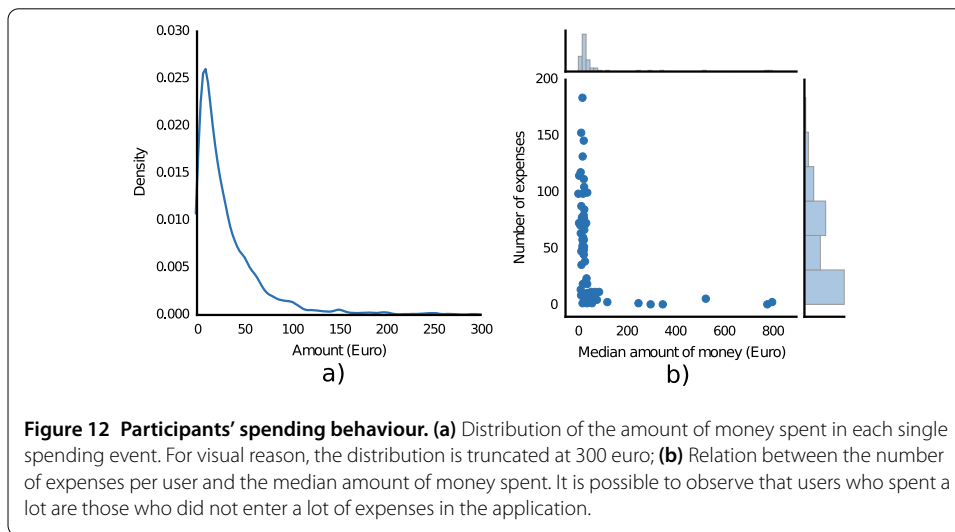 0.030
0.025
0.020
0.015
0.010
0.005
0.000
Density
0 50 100 150 200 250 300
Amount (Euro)
a)
200
150
100
50
0
Number of expenses
0 200 400 600 800
Median amount of money (Euro)
b)
Figure 12 Participants' spending behaviour. (a) Distribution of the amount of money spent in each single
spending event. For visual reason, the distribution is truncated at 300 euro; (b) Relation between the number
of expenses per user and the median amount of money spent. It is possible to observe that users who spent a
lot are those who did not enter a lot of expenses in the application.